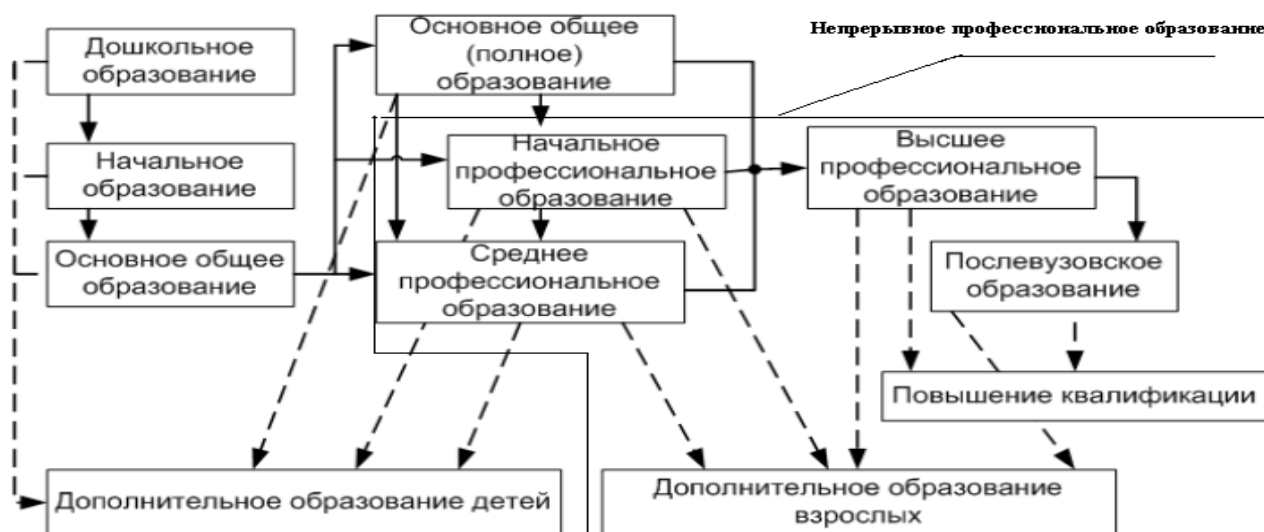 Непрерывное профессиональное образование
Дошкольное
образование
Начальное
образование
Основное общее
образование
Основное общее
(полное)
образование
Начальное
профессиональное
образование
Среднее
профессиональное
образование
Высшее
профессиональное
образование
Послевузовское
образование
Повышение квалификации
Дополнительное образование детей
Дополнительное образование
взрослых